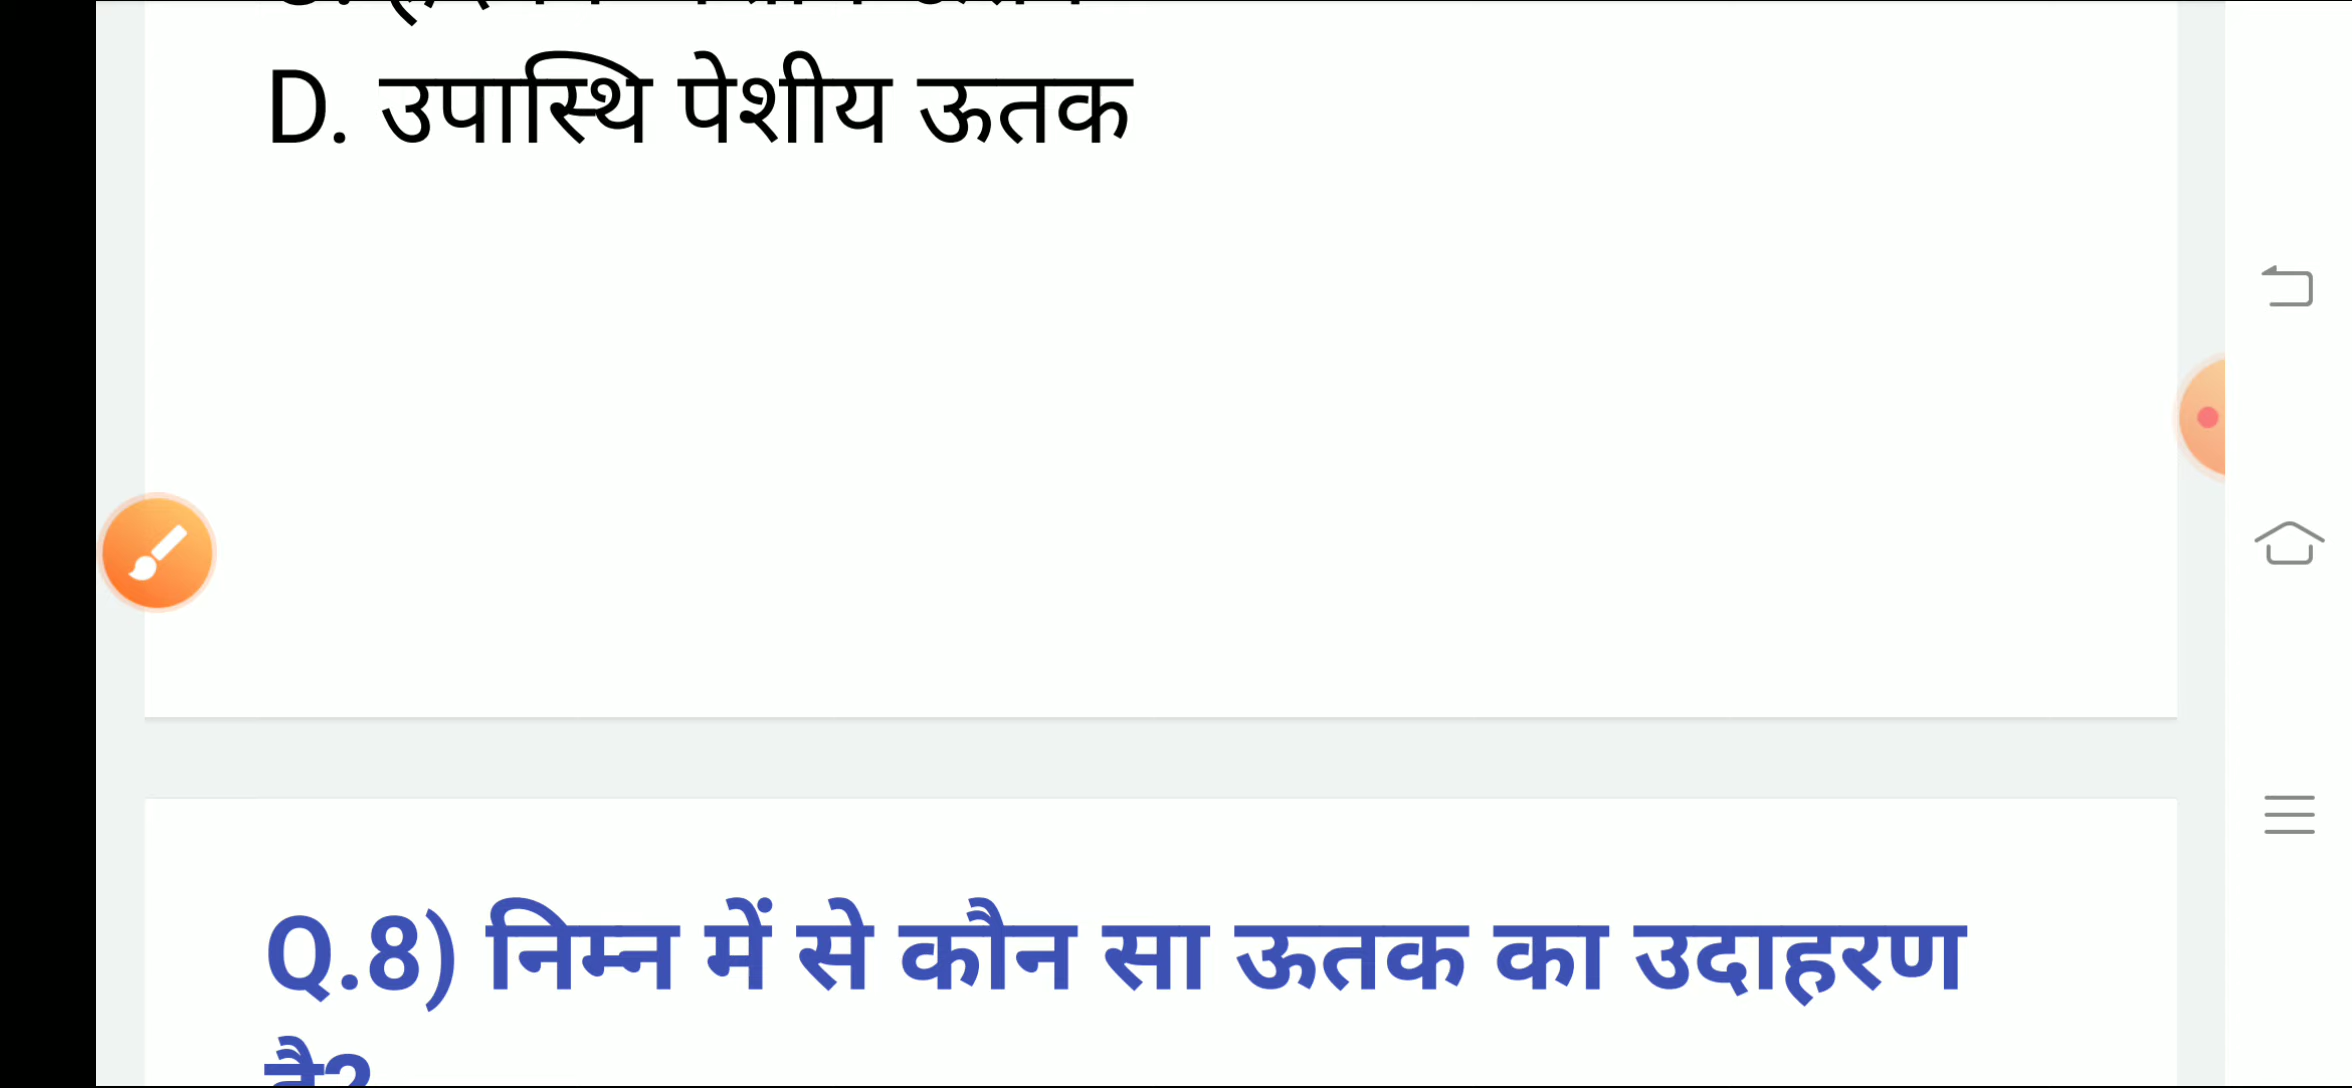 D. उपास्थि पेशीय ऊतक
Q.8) निम्न में से कौन सा ऊतक का उदाहरण
है?